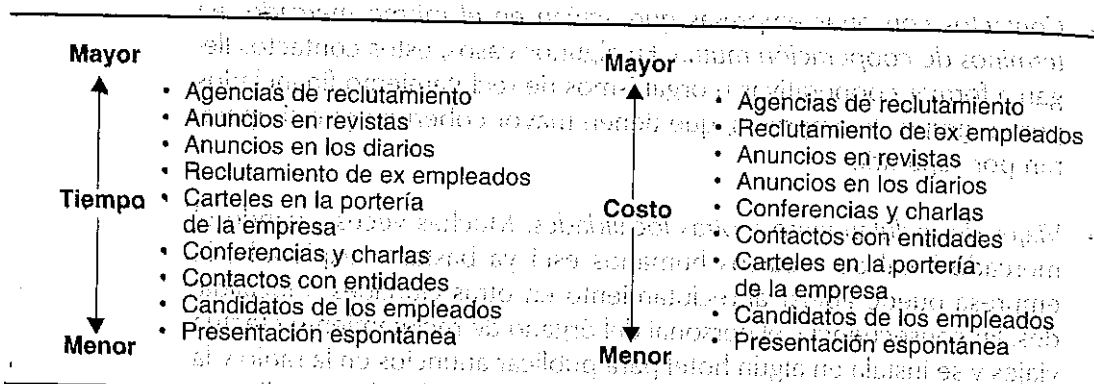 Mayor
• Agencias de reclutamiento
• Anuncios en revistas
• Anuncios en los diarios
• Reclutamiento de ex empleados
Tiempo
• Carteles en la portería
de la empresa
• Conferencias y charlas
• Contactos con entidades
• Candidatos de los empleados
• Presentación espontánea
Menor
Mayor
• Agencias de reclutamiento
• Reclutamiento de ex empleados
• Anuncios en revistas
• Anuncios en los diarios
Costo
• Conferencias y charlas
• Contactos con entidades
• Carteles en la portería
de la empresa
• Candidatos de los empleados
• Presentación espontánea
Menor